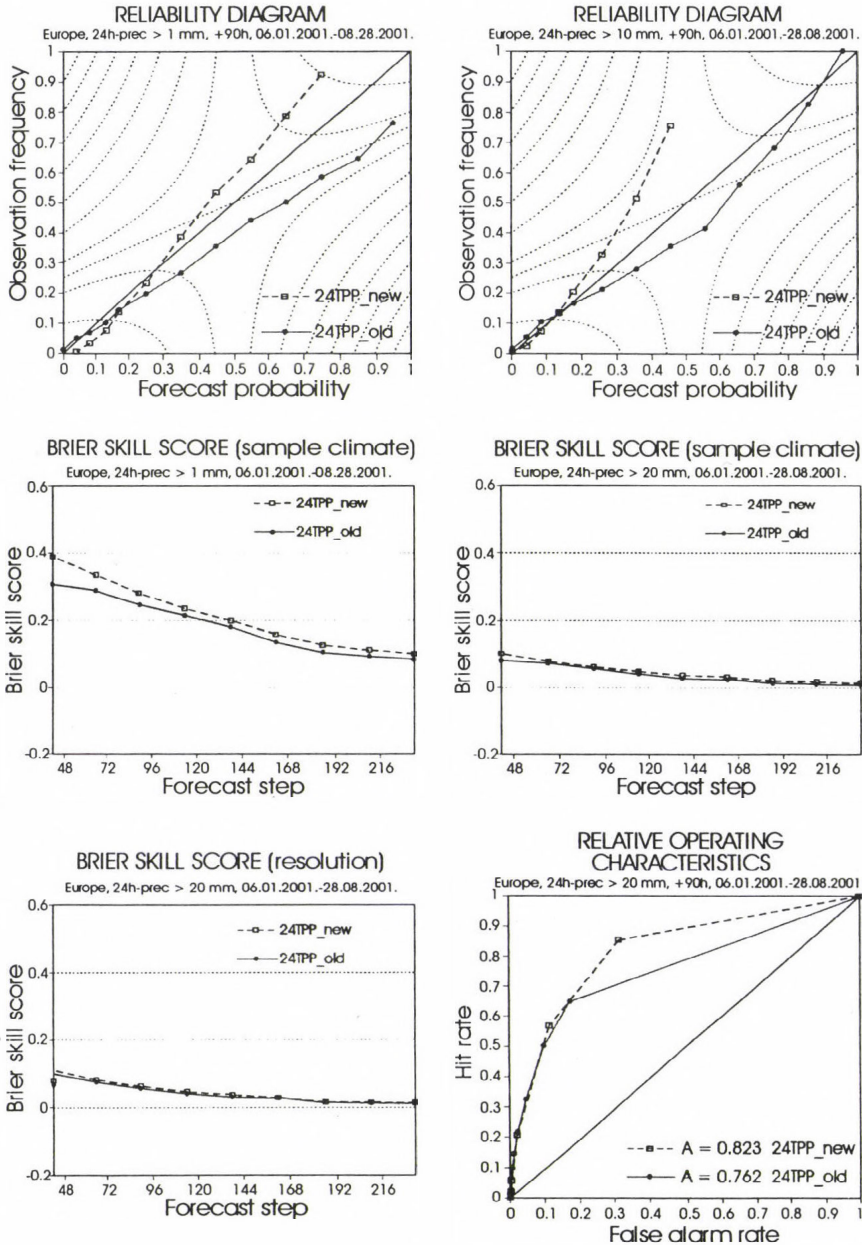 RELIABILITY DIAGRAM
Europe, 24h-prec > 1 mm, +90h, 06.01.2001.-08.28.2001.
1
0.9
0.8
0.7
0.6
0.5
0.4
0.3
0.2
0.1
0
Observation frequency
24TPP_new
24TPP_old
0 0.1 0.2 0.3 0.4 0.5 0.6 0.7 0.8 0.9 1
Forecast probability
RELIABILITY DIAGRAM
Europe, 24h-prec > 10 mm, +90h, 06.01.2001.-28.08.2001.
1
0.9
0.8
0.7
0.6
0.5
0.4
0.3
0.2
0.1
0
Observation frequency
24TPP_new
24TPP_old
0 0.1 0.2 0.3 0.4 0.5 0.6 0.7 0.8 0.9 1
Forecast probability
BRIER SKILL SCORE (sample climate)
Europe, 24h-prec > 1 mm, 06.01.2001.-08.28.2001.
0.6
0.4
0.2
0
-0.2
Brier skill score
24TPP_new
24TPP_old
48 72 96 120 144 168 192 216
Forecast step
BRIER SKILL SCORE (sample climate)
Europe, 24h-prec > 20 mm, 06.01.2001.-28.08.2001.
0.6
0.4
0.2
0
-0.2
Brier skill score
24TPP_new
24TPP_old
48 72 96 120 144 168 192 216
Forecast step
BRIER SKILL SCORE (resolution)
Europe, 24h-prec > 20 mm, 06.01.2001.-28.08.2001.
0.6
0.4
0.2
0
-0.2
Brier skill score
24TPP_new
24TPP_old
48 72 96 120 144 168 192 216
Forecast step
RELATIVE OPERATING
CHARACTERISTICS
Europe, 24h-prec > 20 mm, +90h, 06.01.2001.-28.08.2001
1
0.9
0.8
0.7
0.6
0.5
0.4
0.3
0.2
0.1
0
Hit rate
A = 0.823 24TPP_new
A = 0.762 24TPP_old
0 0.1 0.2 0.3 0.4 0.5 0.6 0.7 0.8 0.9 1
False alarm rate